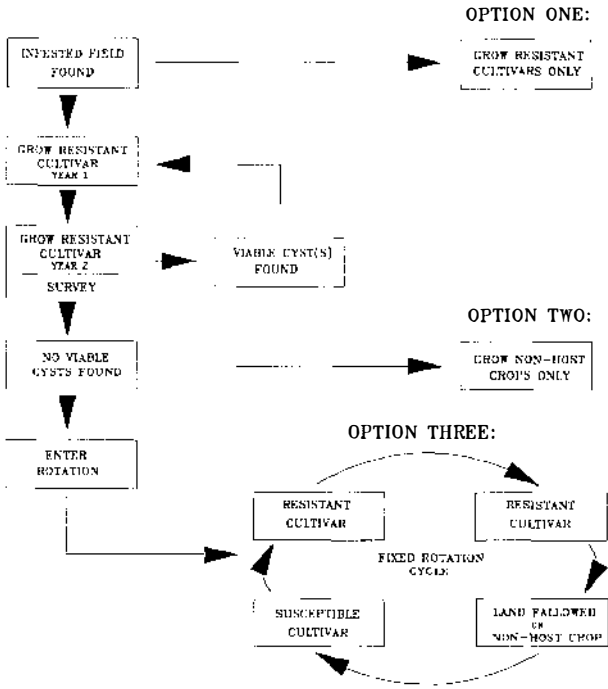 OPTION ONE:
INFESTED FIELD
FOUND
GROW RESISTANT
CULTIVARS ONLY
GROW RESISTANT
CULTIVAR
YEAR 1
GROW RESISTANT
CULTIVAR
YEAR 2
SURVEY
VIABLE CYST(S)
FOUND
OPTION TWO:
NO VIABLE
CYSTS FOUND
GROW NON-HOST
CROPS ONLY
ENTER
ROTATION
OPTION THREE:
RESISTANT
CULTIVAR
RESISTANT
CULTIVAR
FIXED ROTATION
CYCLE
SUSCEPTIBLE
CULTIVAR
LAND FALLOWED
OR
NON-HOST CROP